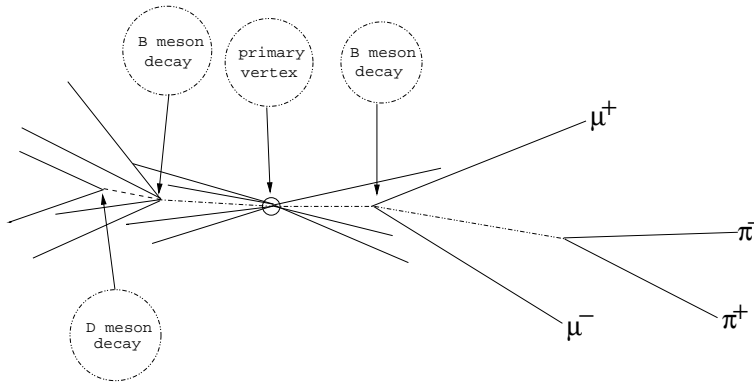 B meson
decay
primary
vertex
B meson
decay
μ+
π-
π+
μ−
D meson
decay